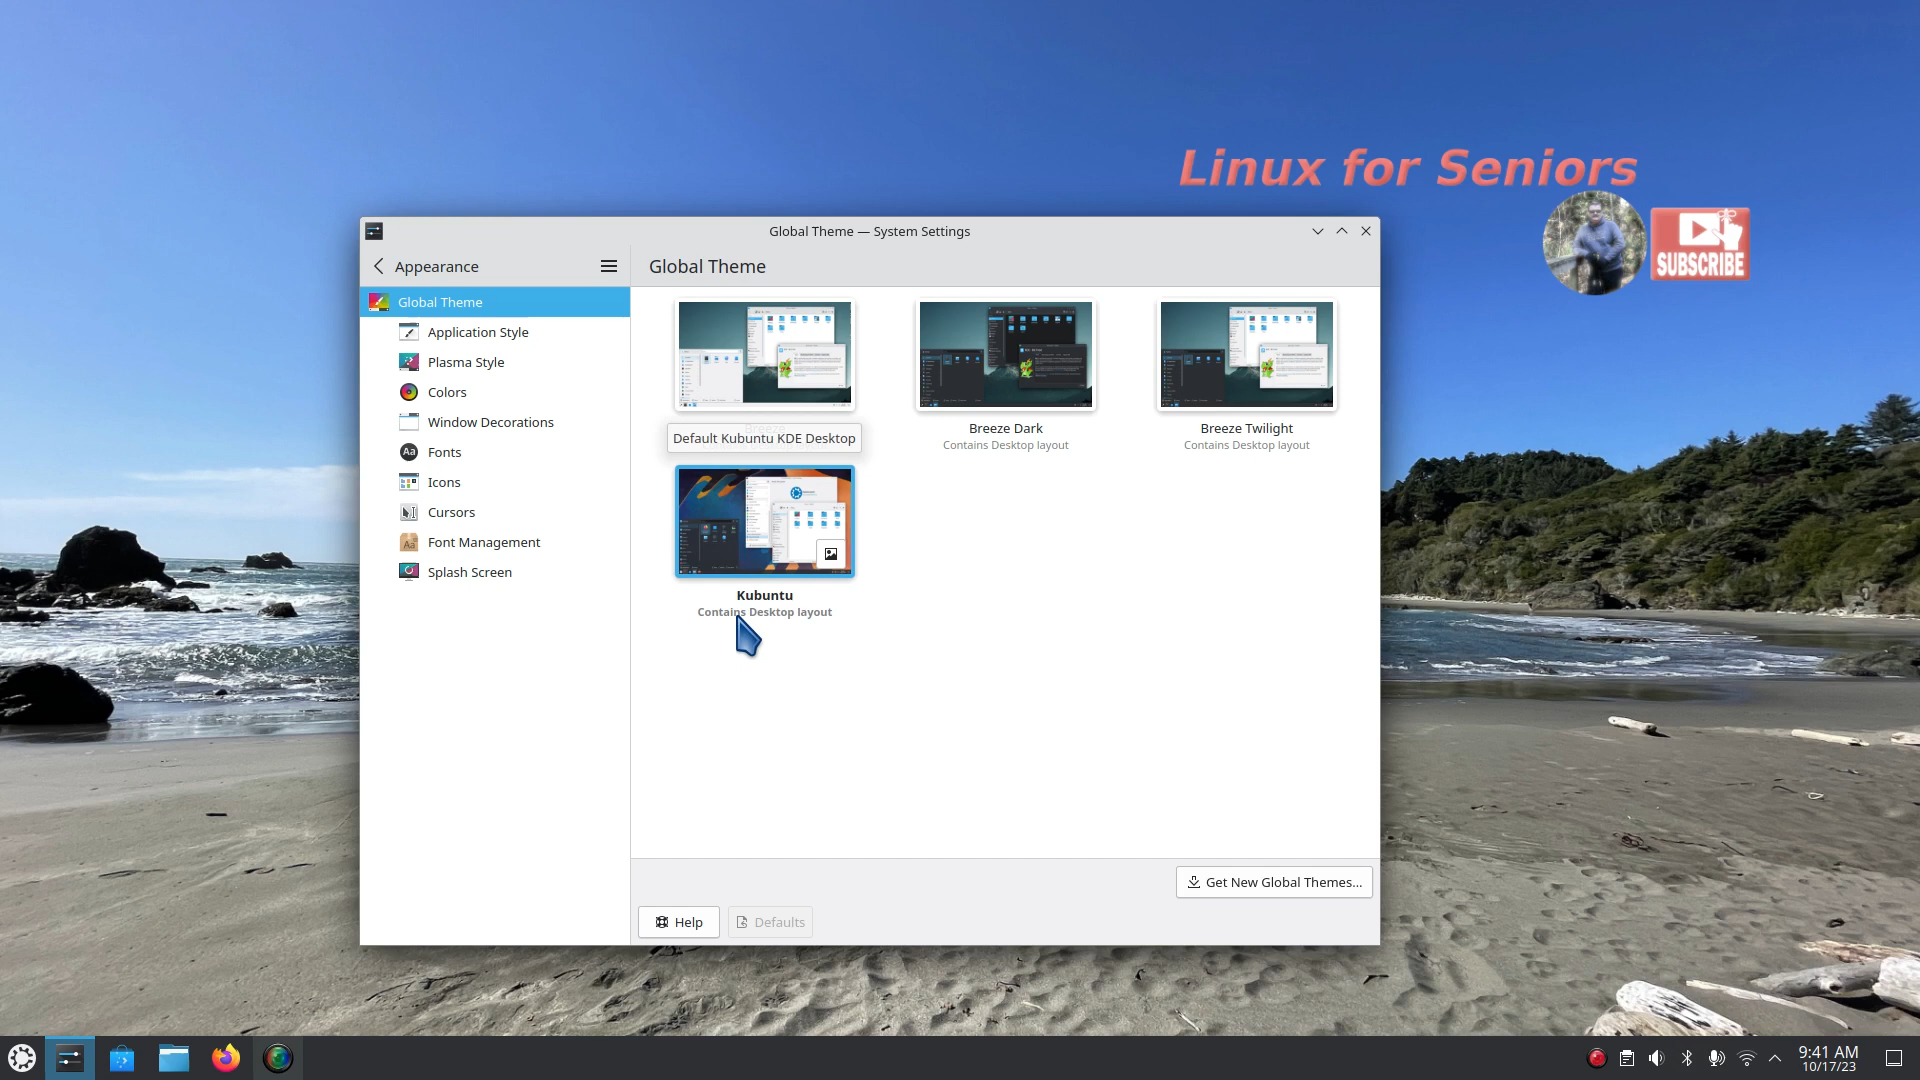 Linux for Seniors
SUBSCRIBE
Global Theme — System Settings
Appearance
Global Theme
Global Theme
Application Style
Plasma Style
Colors
Window Decorations
Fonts
Icons
Cursors
Font Management
Splash Screen
Breeze
Default Kubuntu KDE Desktop
Breeze Dark
Contains Desktop layout
Breeze Twilight
Contains Desktop layout
Kubuntu
Contains Desktop layout
Get New Global Themes...
Help
Defaults
9:41 AM
10/17/23